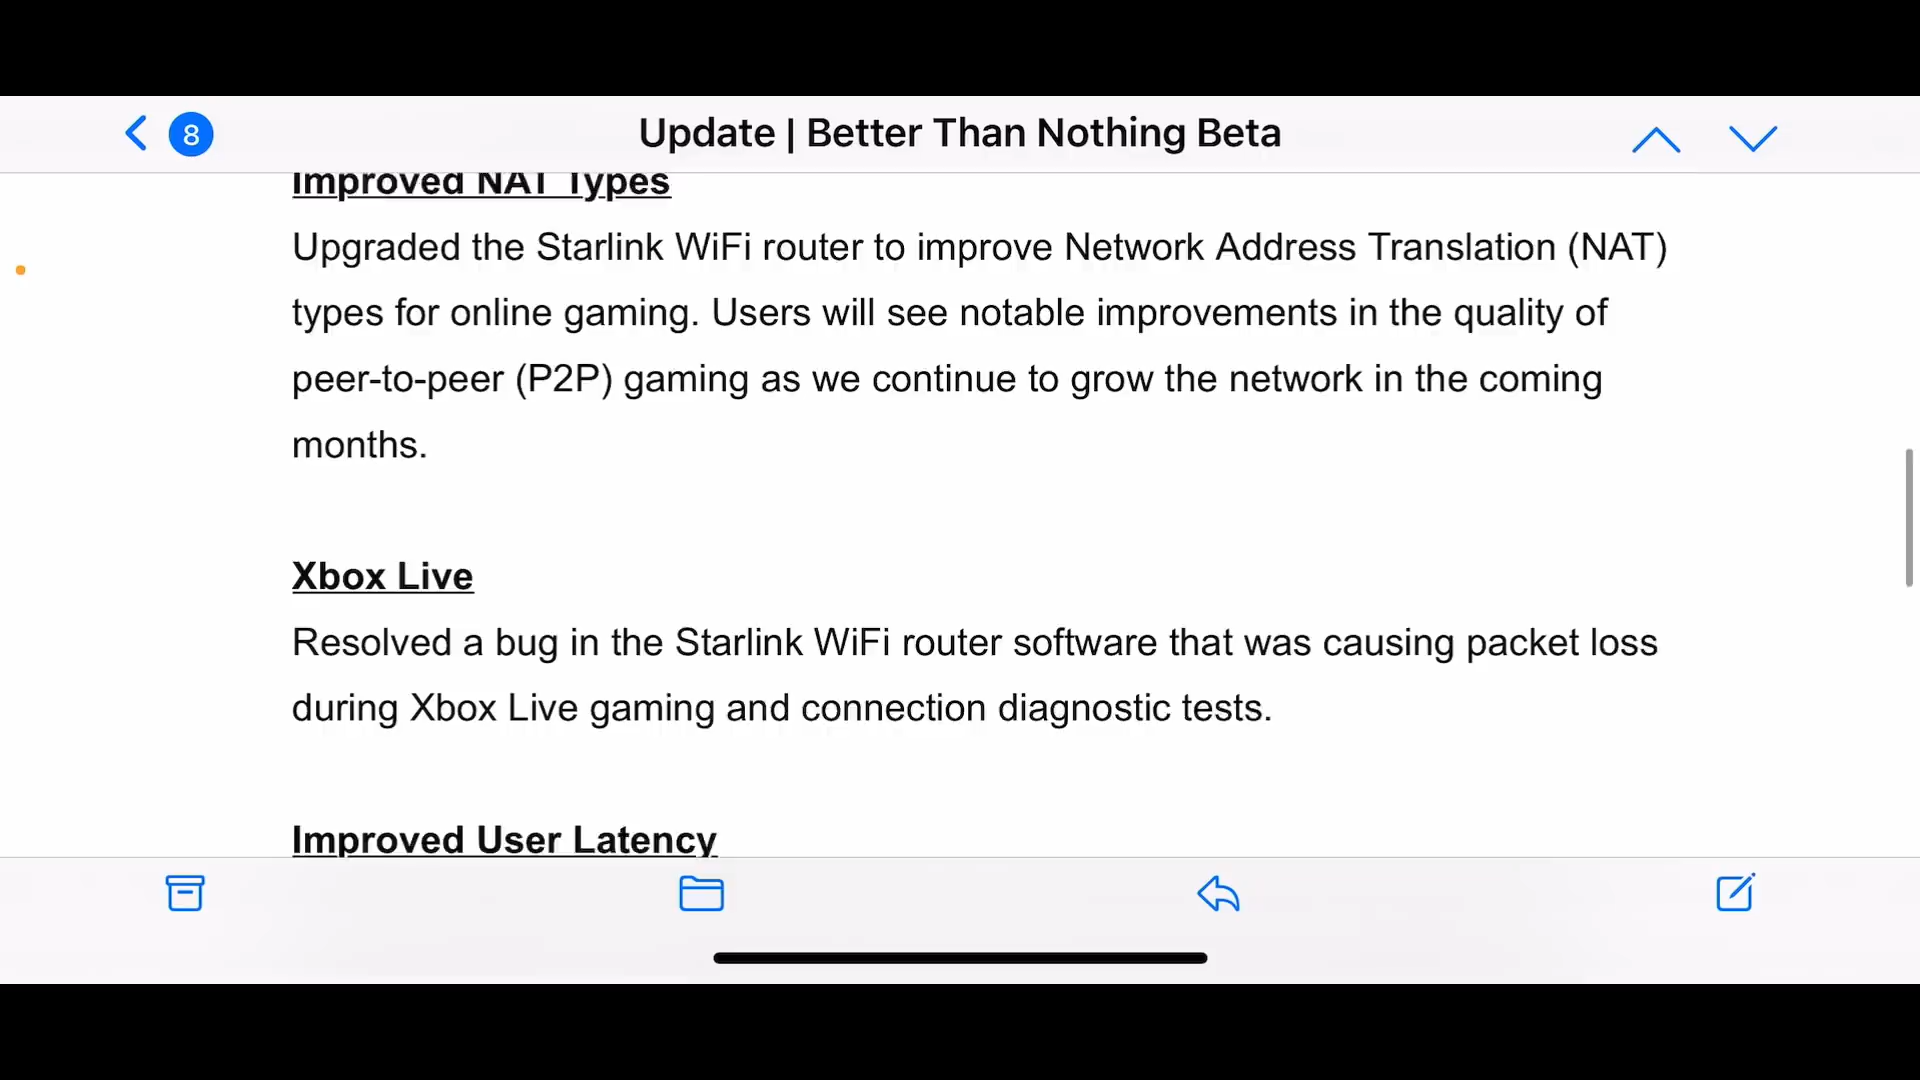 8
Update | Better Than Nothing Beta
Improved NAT Types
Upgraded the Starlink WiFi router to improve Network Address Translation (NAT)
types for online gaming. Users will see notable improvements in the quality of
peer-to-peer (P2P) gaming as we continue to grow the network in the coming
months.
Xbox Live
Resolved a bug in the Starlink WiFi router software that was causing packet loss
during Xbox Live gaming and connection diagnostic tests.
Improved User Latency